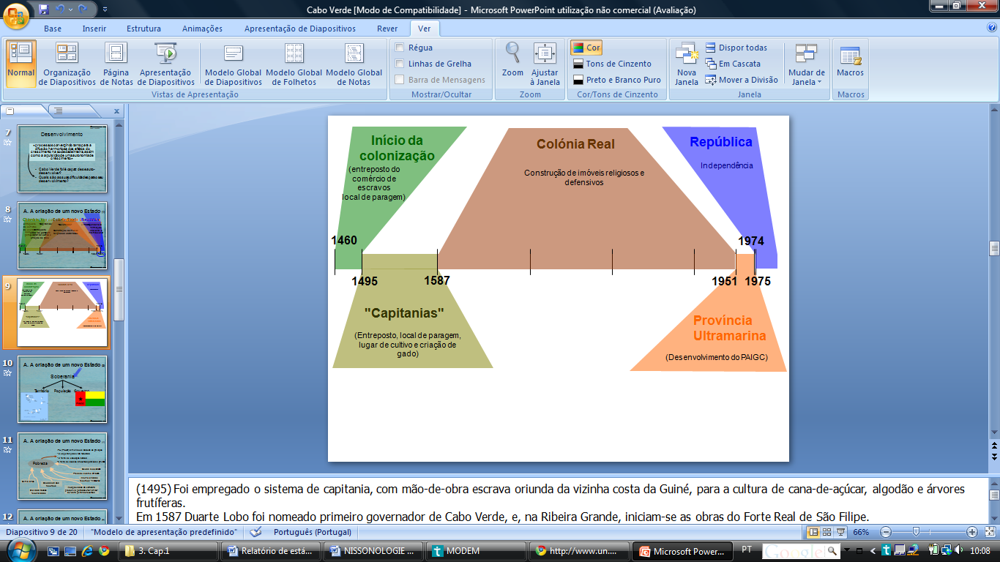 Cabo Verde [Modo de Compatibilidade] - Microsoft PowerPoint utilização não comercial (Avaliação)
Base Inserir Estrutura Animações Apresentação de Diapositivos Rever Ver
Normal
Organização de Diapositivos
Página de Notas
Apresentação de Diapositivos
Modelo Global de Diapositivos
Modelo Global de Folhetos
Modelo Global de Notas
Vistas de Apresentação
Régua
Linhas de Grelha
Barra de Mensagens
Mostrar/Ocultar
Zoom
Ajustar à Janela
Zoom
Cor
Tons de Cinzento
Preto e Branco Puro
Cor/Tons de Cinzento
Nova Janela
Dispor todas
Em Cascata
Mover a Divisão
Mudar de Janela
Janela
Macros
Macros
7
Desenvolvimento
8
A. A criação de um novo Estado
9
10
A. A criação de um novo Estado
Soberania
Território População Governo
11
A. A criação de um novo Estado
Pobreza
12
A. A criação de um novo Estado
Início da
colonização
(entreposto do
comércio de
escravos
local de paragem)
Colónia Real
Construção de imóveis religiosos e
defensivos
República
Independência
1460
1974
1495
1587
1951
1975
"Capitanias"
(Entreposto, local de paragem,
lugar de cultivo e criação de
gado)
Província
Ultramarina
(Desenvolvimento do PAIGC)
(1495) Foi empregado o sistema de capitania, com mão-de-obra escrava oriunda da vizinha costa da Guiné, para a cultura de cana-de-açúcar, algodão e árvores
frutíferas.
Em 1587 Duarte Lobo foi nomeado primeiro governador de Cabo Verde, e, na Ribeira Grande, iniciam-se as obras do Forte Real de São Filipe.
Diapositivo 9 de 20
"Modelo de apresentação predefinido"
Português (Portugal)
66%
3. Cap.1
Relatório de está...
NISSONOLOGIE ...
MODEM
http://www.un....
Microsoft Power...
PT
Google
10:08